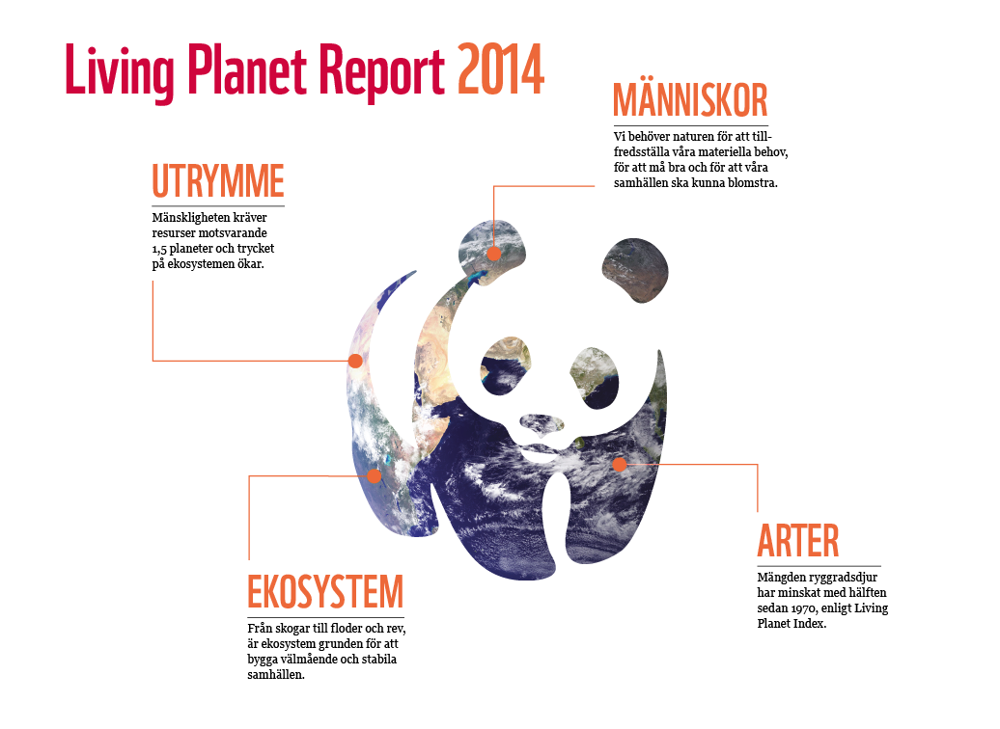 Living Planet Report 2014
MÄNNISKOR
Vi behöver naturen för att till-
fredsställa våra materiella behov,
för att må bra och för att våra
samhällen ska kunna blomstra.
UTRYMME
Mänskligheten kräver
resurser motsvarande
1,5 planeter och trycket
på ekosystemen ökar.
ARTER
Mängden ryggradsdjur
har minskat med hälften
sedan 1970, enligt Living
Planet Index.
EKOSYSTEM
Från skogar till floder och rev,
är ekosystem grunden för att
bygga välmående och stabila
samhällen.